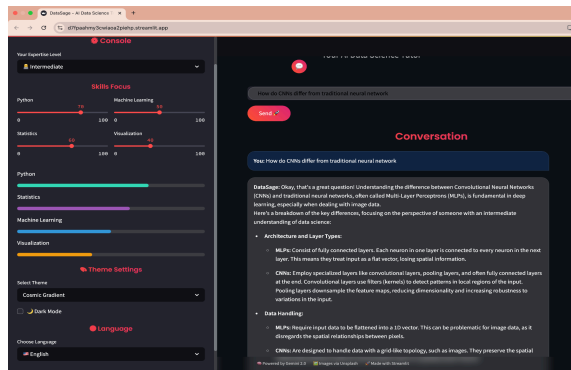 DataSage - AI Data Science T
d7fpaehmy3cwiaoa2piehp.streamlit.app
Console
Your Expertise Level
Intermediate
Skills Focus
Python
Machine Learning
70
50
0 100 0 100
Statistics
Visualization
60
40
0 100 0 100
Python
Statistics
Machine Learning
Visualization
Theme Settings
Select Theme
Cosmic Gradient
Dark Mode
Language
Choose Language
English
Your AI Data Science Tutor
How do CNNs differ from traditional neural network
Send
Conversation
You: How do CNNs differ from traditional neural network
DataSage: Okay, that's a great question! Understanding the difference between Convolutional Neural Networks
(CNNs) and traditional neural networks, often called Multi-Layer Perceptrons (MLPs), is fundamental in deep
learning, especially when dealing with image data.
Here's a breakdown of the key differences, focusing on the perspective of someone with an intermediate
understanding of data science:
• Architecture and Layer Types:
◦ MLPs: Consist of fully connected layers. Each neuron in one layer is connected to every neuron in the next
layer. This means they treat input as a flat vector, losing spatial information.
◦ CNNs: Employ specialized layers like convolutional layers, pooling layers, and often fully connected layers
at the end. Convolutional layers use filters (kernels) to detect patterns in local regions of the input.
Pooling layers downsample the feature maps, reducing dimensionality and increasing robustness to
variations in the input.
• Data Handling:
◦ MLPs: Require input data to be flattened into a 1D vector. This can be problematic for image data, as it
disregards the spatial relationships between pixels.
◦ CNNs: Are designed to handle data with a grid-like topology, such as images. They preserve the spatial
Powered by Gemini 2.0 Images via Unsplash Made with Streamlit